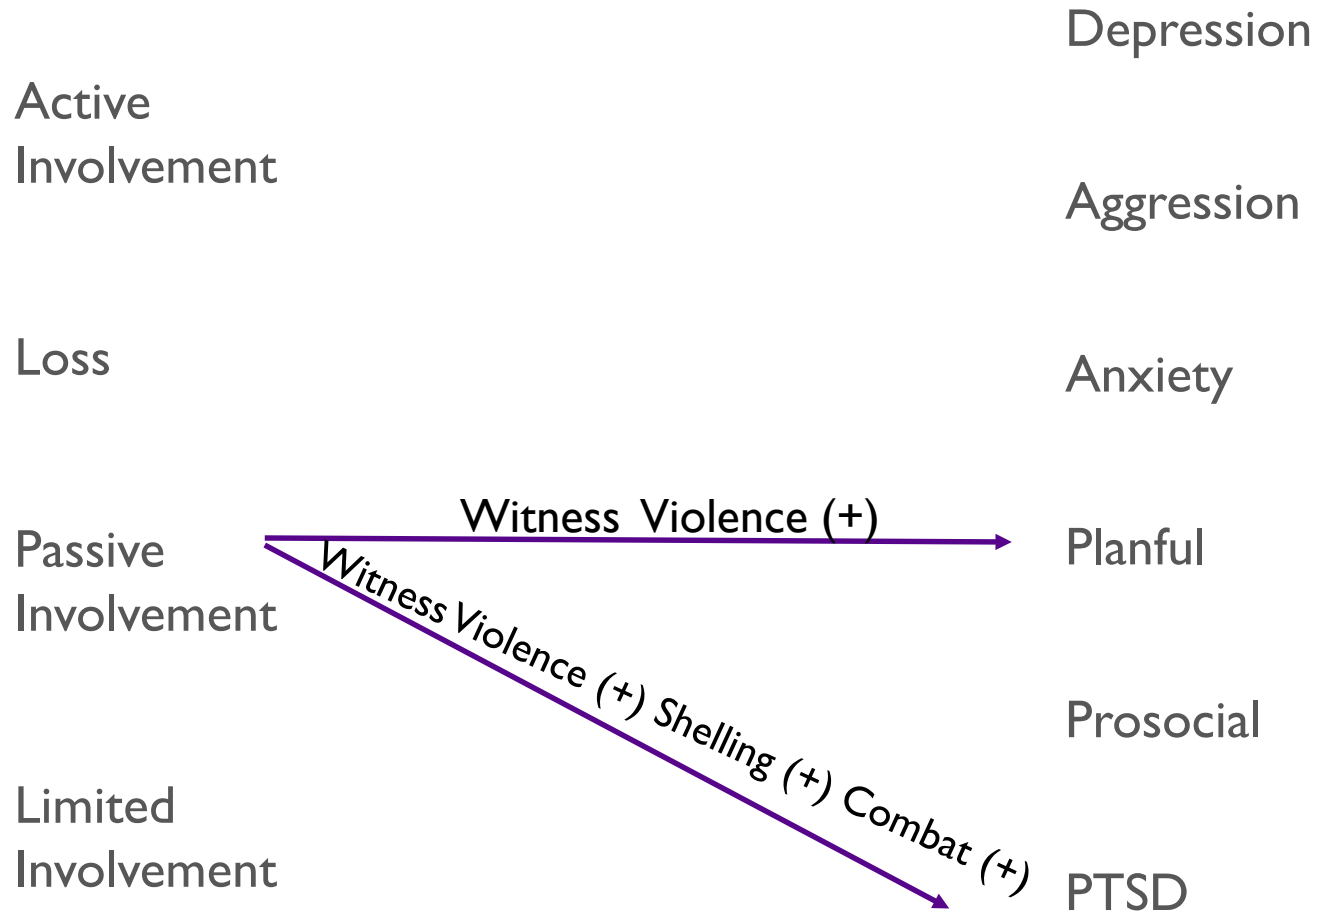 Depression
Active
Involvement
Aggression
Loss
Anxiety
Witness Violence (+)
Passive
Involvement
Planful
Witness Violence (+) Shelling (+) Combat (+)
Prosocial
Limited
Involvement
PTSD